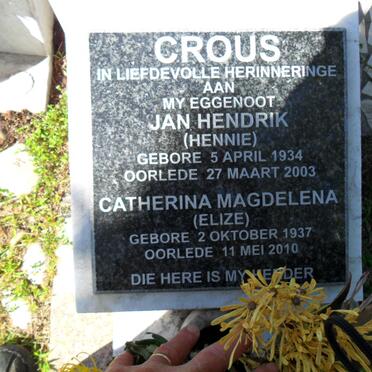 CROUS
IN LIEFDEVOLLE HERINNERINGE
AAN
MY EGGENOOT
JAN HENDRIK
(HENNIE)
GEBORE 5 APRIL 1934
OORLEDE 27 MAART 2003
CATHERINA MAGDELENA
(ELIZE)
GEBORE 2 OKTOBER 1937
OORLEDE 11 MEI 2010
DIE HERE IS MY HERDER